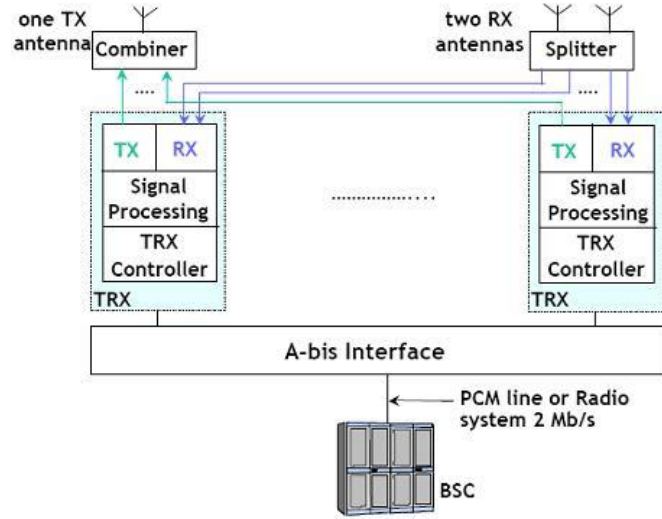 one TX
antenna
Combiner
two RX
antennas
Splitter
....
....
TX
RX
Signal
Processing
TRX
Controller
TRX
..................
TX
RX
Signal
Processing
TRX
Controller
TRX
A-bis Interface
PCM line or Radio
system 2 Mb/s
BSC